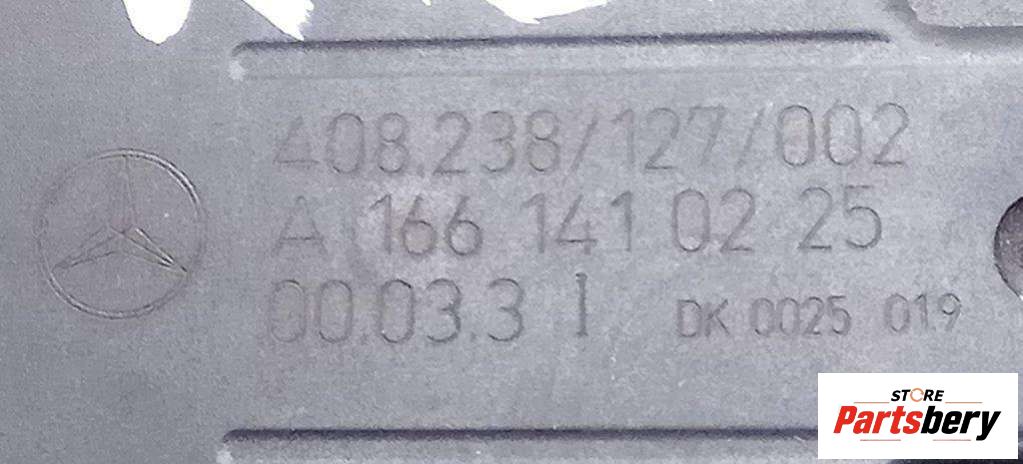 408.238/127/002
A 166 141 02 25
00.03.3 I DK 0025 019
STORE
Partsbery